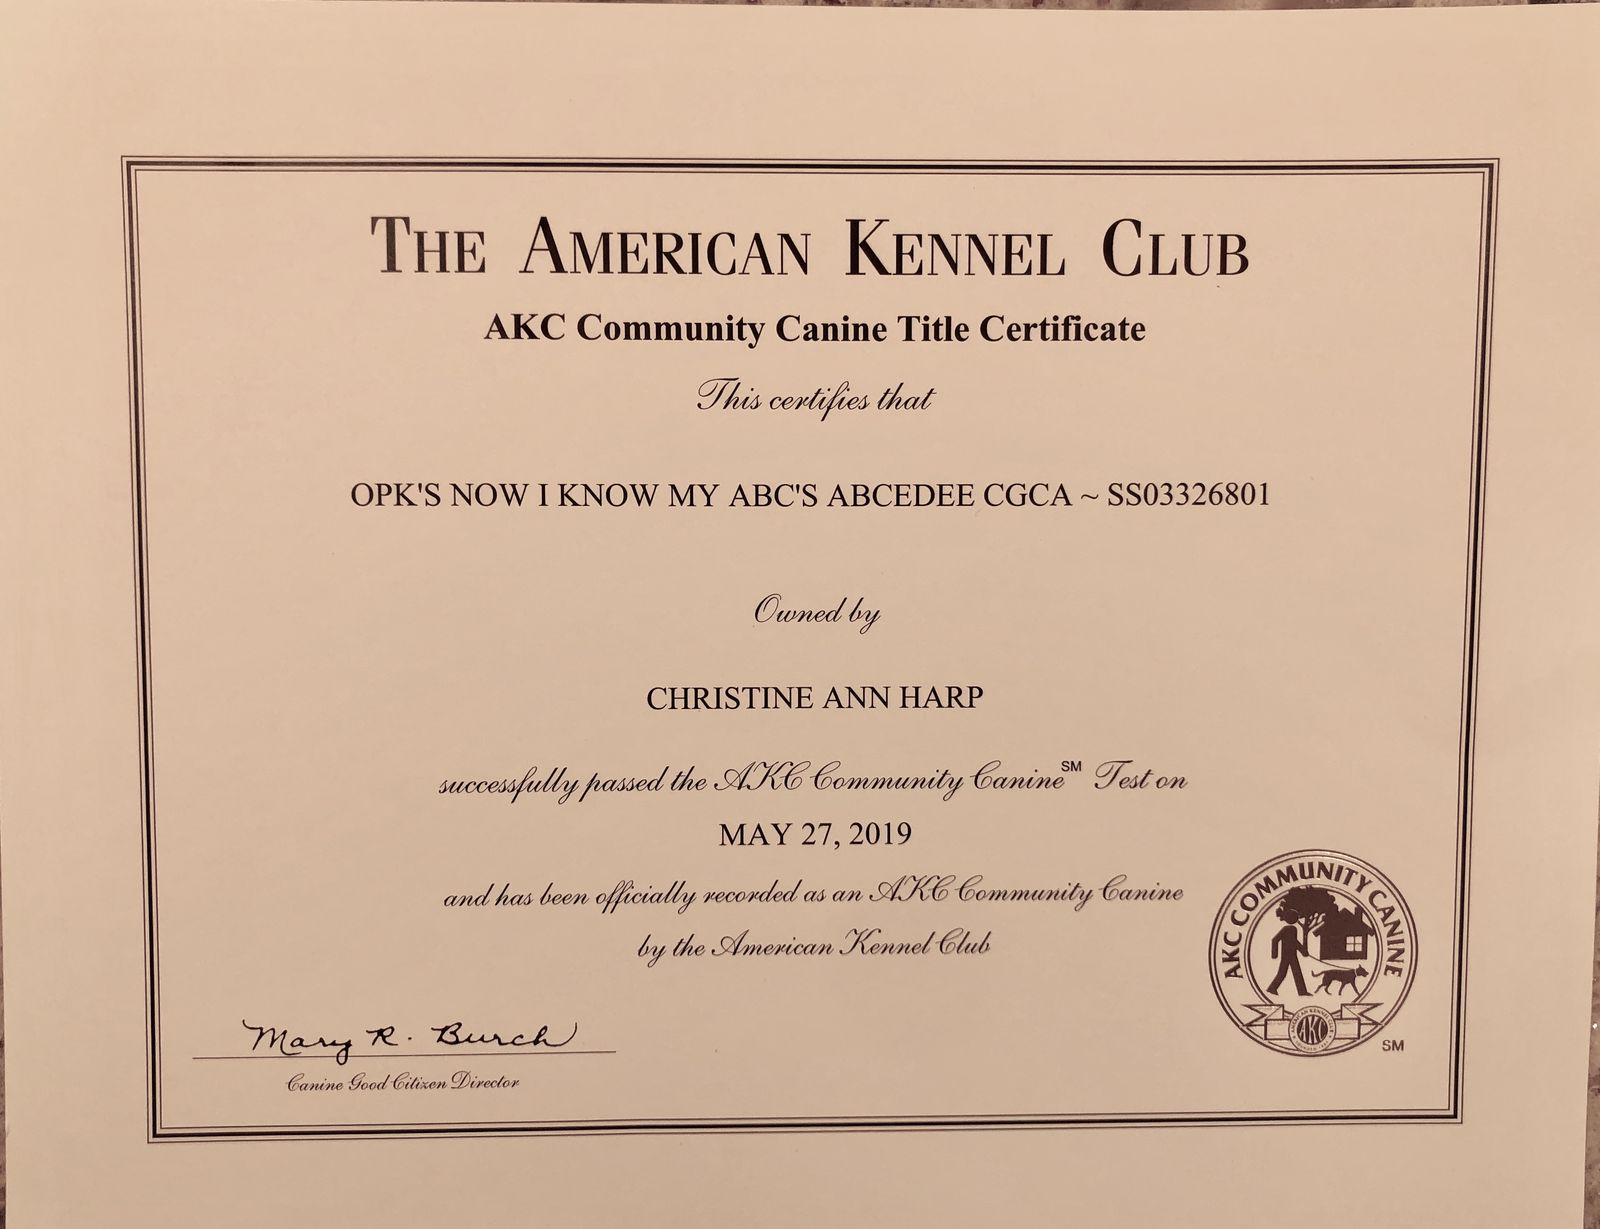 THE AMERICAN KENNEL CLUB
AKC Community Canine Title Certificate
This certifies that
OPK'S NOW I KNOW MY ABC'S ABCEDEE CGCA ~ SS03326801
Owned by
CHRISTINE ANN HARP
successfully passed the AKC Community Canine℠ Test on
MAY 27, 2019
and has been officially recorded as an AKC Community Canine
by the American Kennel Club
AKC COMMUNITY CANINE
AKC
SM
Mary R. Burch
Canine Good Citizen Director